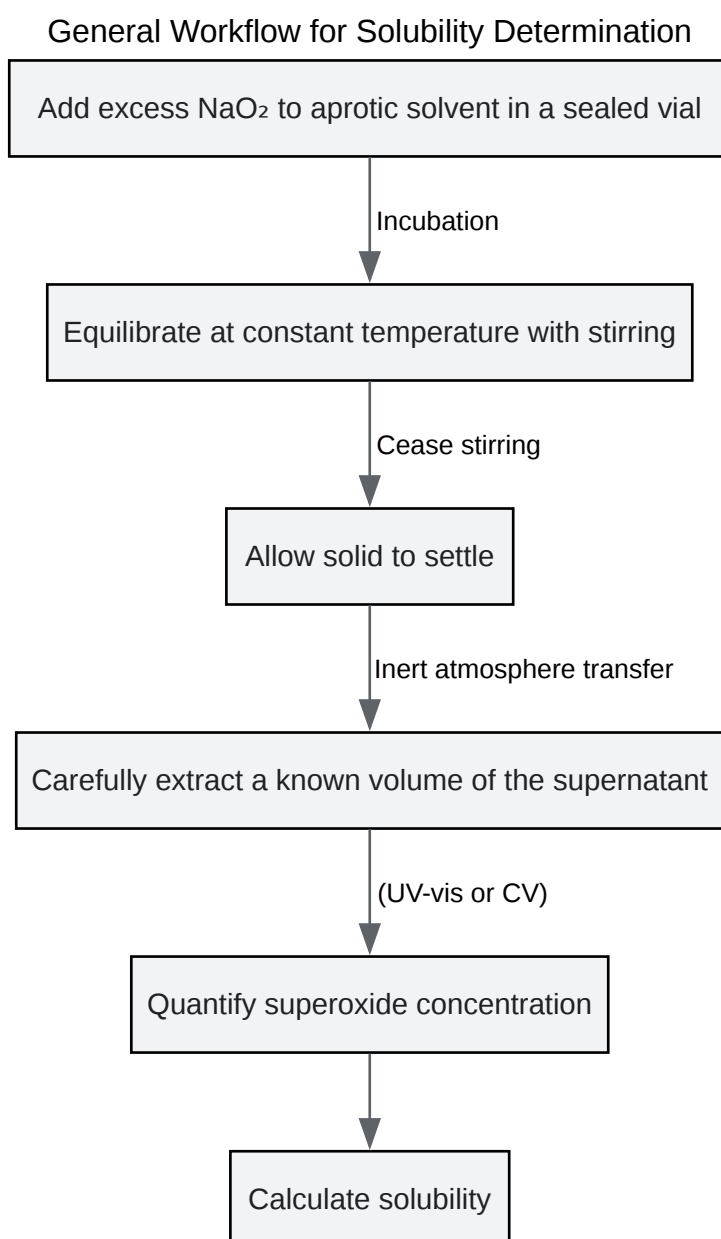 General Workflow for Solubility Determination
Add excess NaO₂ to aprotic solvent in a sealed vial
Incubation
Equilibrate at constant temperature with stirring
Cease stirring
Allow solid to settle
Inert atmosphere transfer
Carefully extract a known volume of the supernatant
(UV-vis or CV)
Quantify superoxide concentration
Calculate solubility